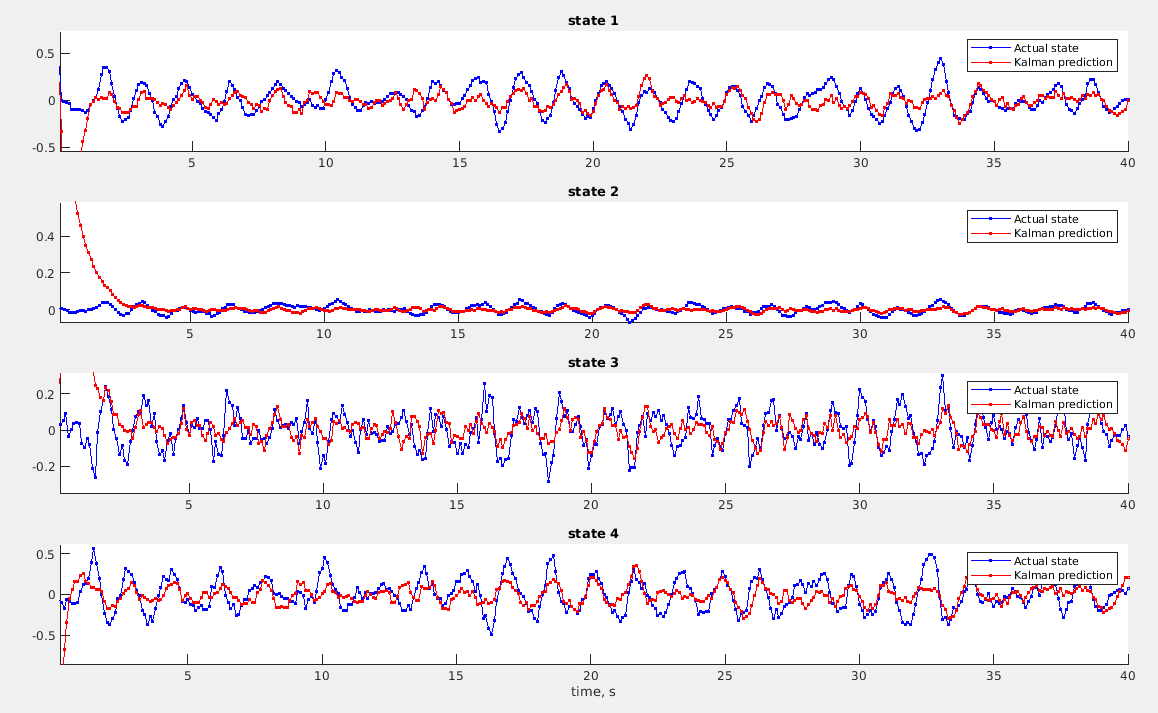 state 1
0.5
0
-0.5
Actual state
Kalman prediction
5 10 15 20 25 30 35 40
state 2
0.4
0.2
0
Actual state
Kalman prediction
5 10 15 20 25 30 35 40
state 3
0.2
0
-0.2
Actual state
Kalman prediction
5 10 15 20 25 30 35 40
state 4
0.5
0
-0.5
Actual state
Kalman prediction
5 10 15 20 25 30 35 40
time, s